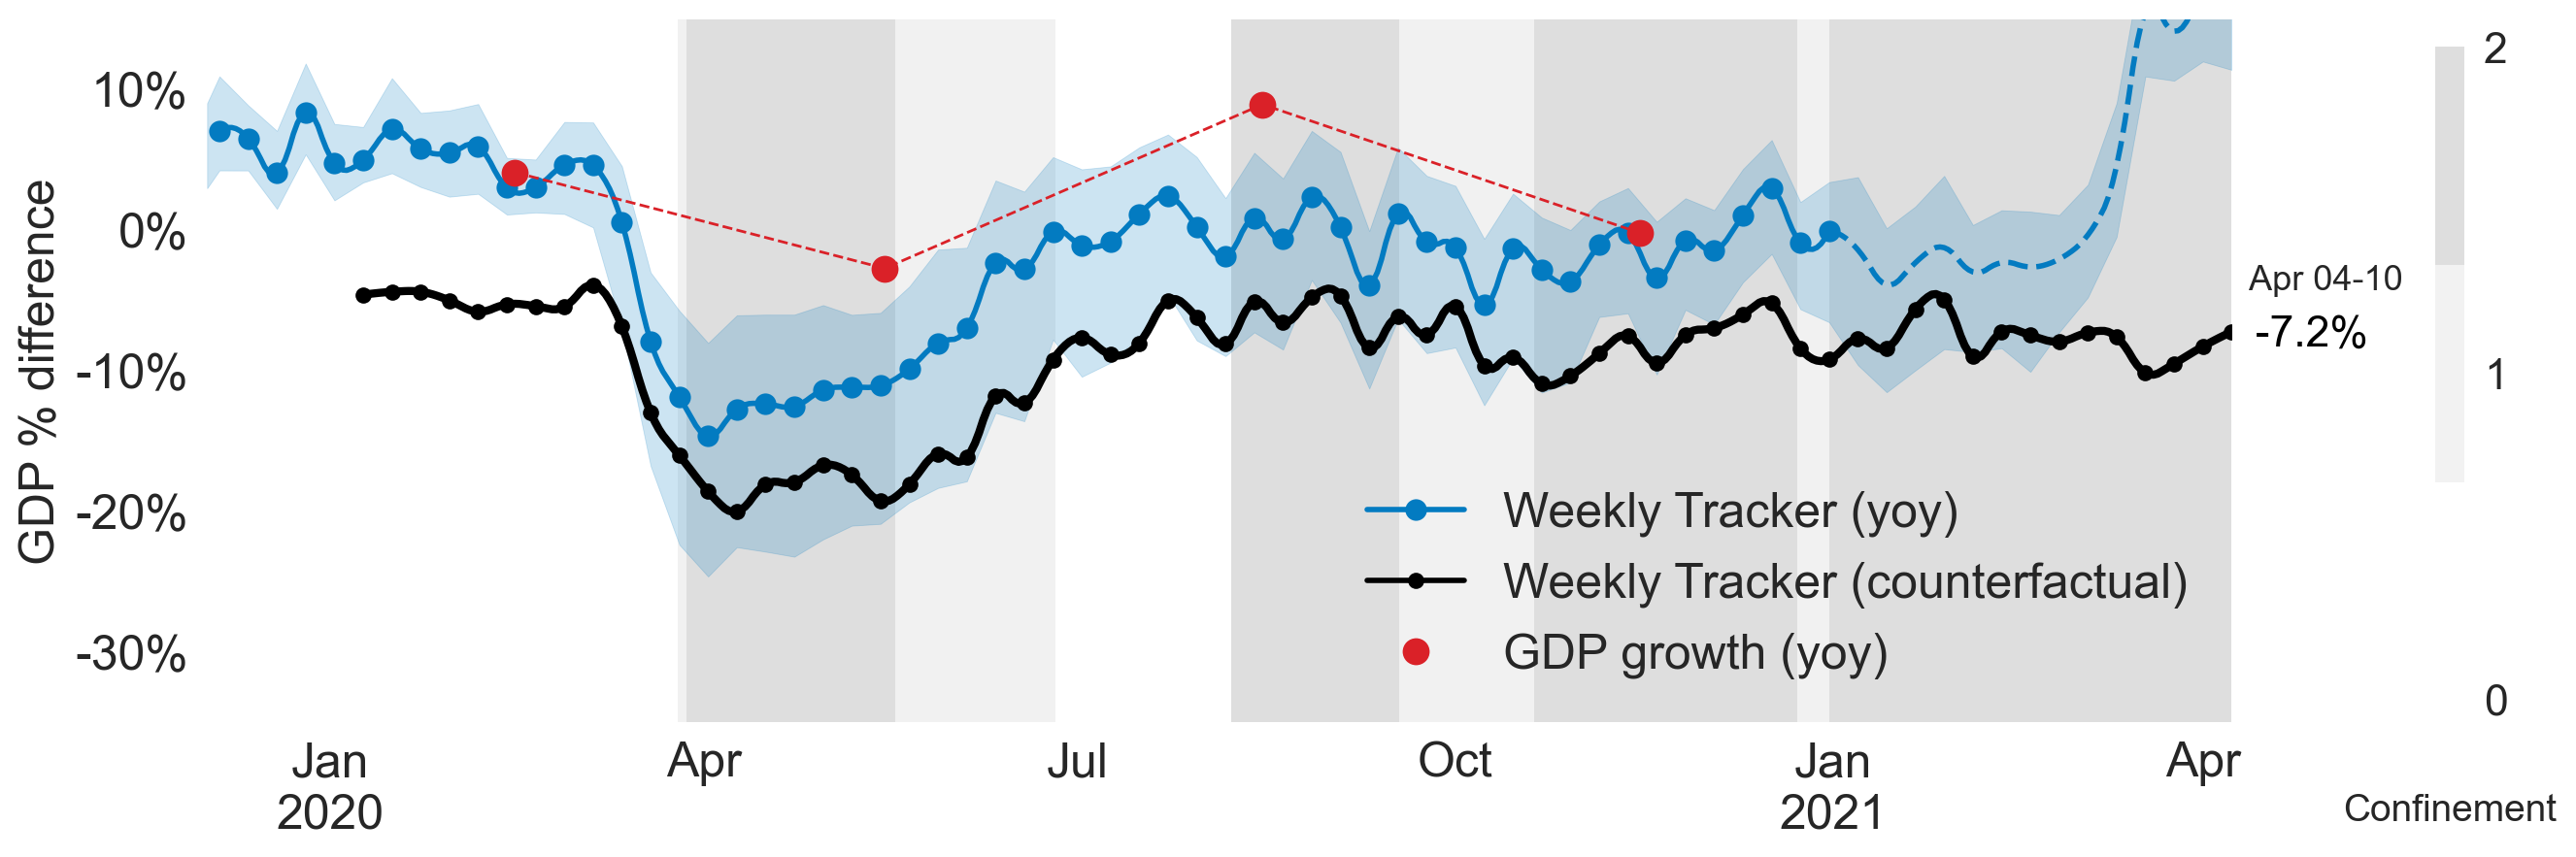 GDP % difference
10%
0%
-10%
-20%
-30%
Jan
2020
Apr
Jul
Oct
Jan
2021
Apr
Weekly Tracker (yoy)
Weekly Tracker (counterfactual)
GDP growth (yoy)
Apr 04-10
-7.2%
2
1
0
Confinement